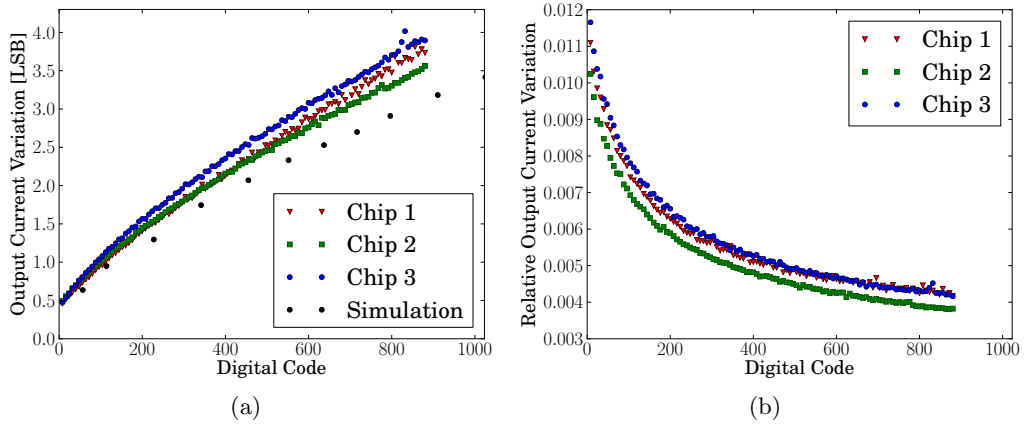 Output Current Variation [LSB]
4.0
3.5
3.0
2.5
2.0
1.5
1.0
0.5
0.0
0
200
400
600
800
1000
Digital Code
Chip 1
Chip 2
Chip 3
Simulation
(a)
Relative Output Current Variation
0.012
0.011
0.010
0.009
0.008
0.007
0.006
0.005
0.004
0.003
0
200
400
600
800
1000
Digital Code
Chip 1
Chip 2
Chip 3
(b)